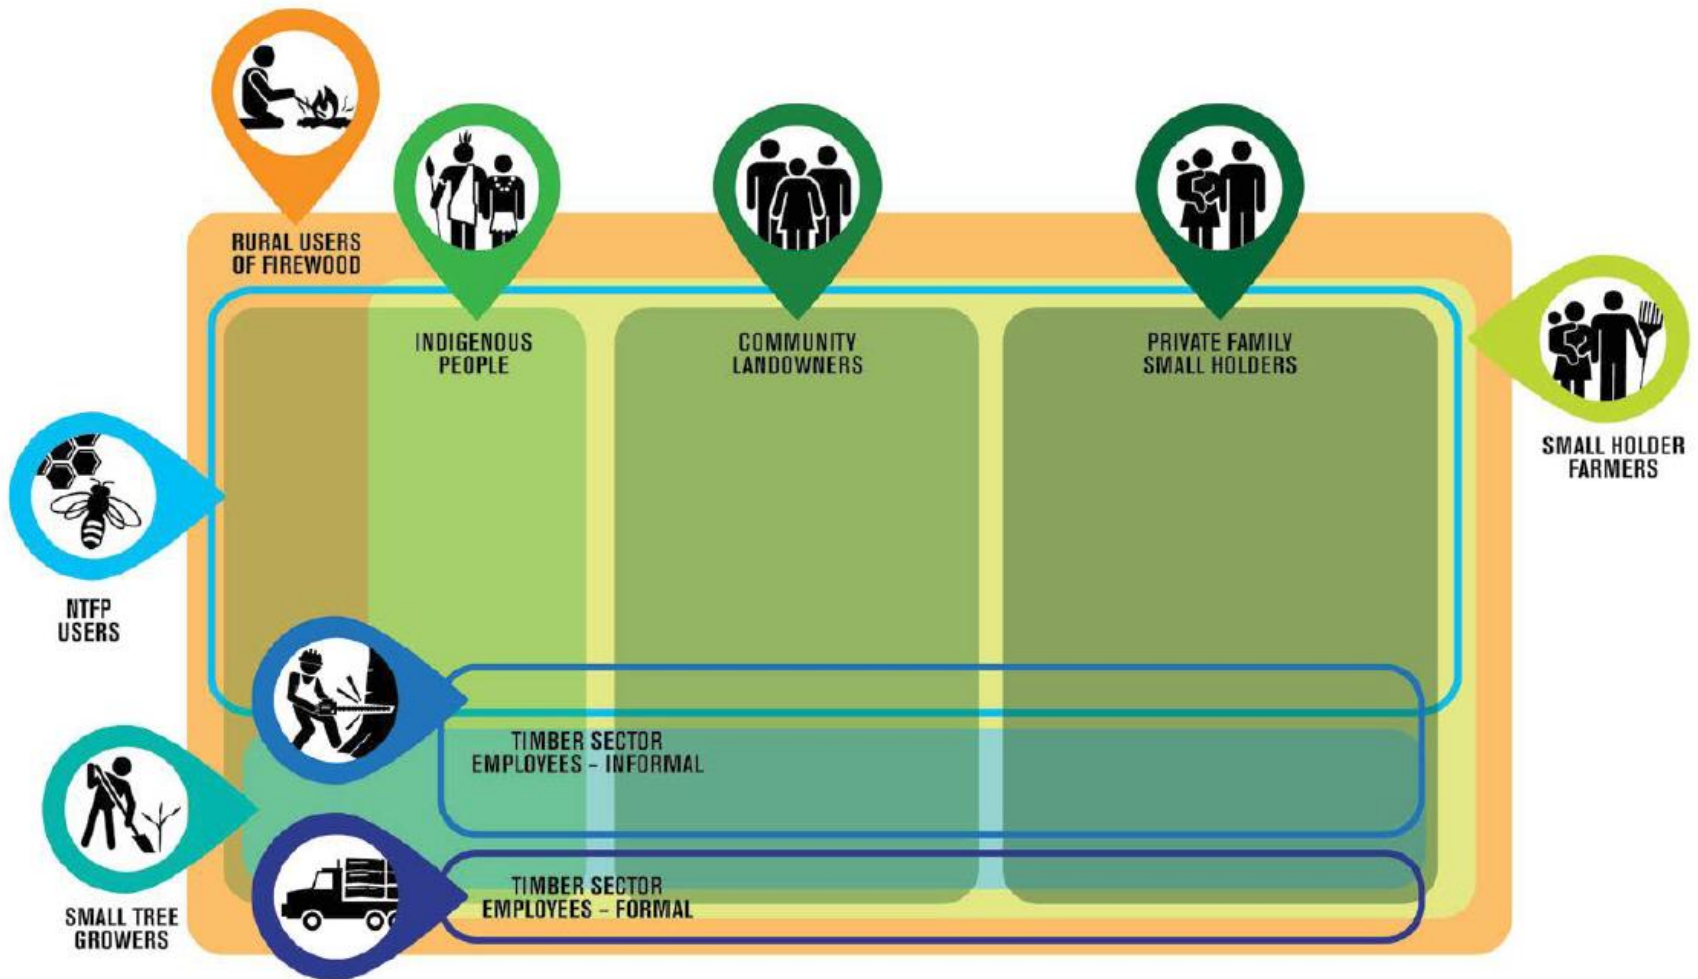 RURAL USERS
OF FIREWOOD
INDIGENOUS
PEOPLE
COMMUNITY
LANDOWNERS
PRIVATE FAMILY
SMALL HOLDERS
SMALL HOLDER
FARMERS
NTFP
USERS
TIMBER SECTOR
EMPLOYEES – INFORMAL
TIMBER SECTOR
EMPLOYEES – FORMAL
SMALL TREE
GROWERS